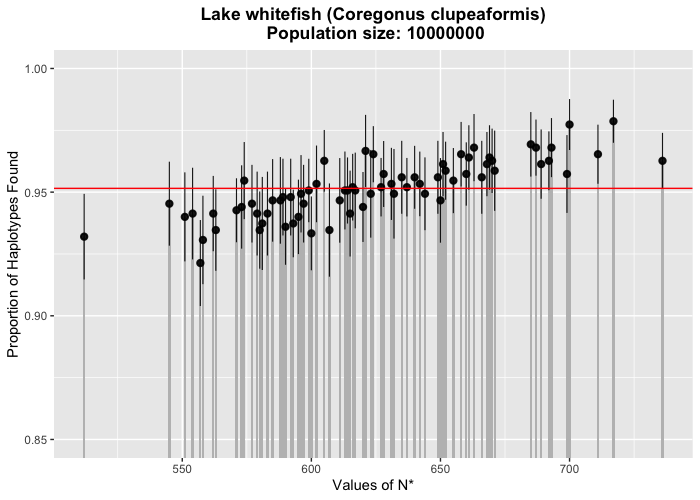 Lake whitefish (Coregonus clupeaformis)
Population size: 10000000
1.00
0.95
0.90
0.85
Proportion of Haplotypes Found
550
600
650
700
Values of N*